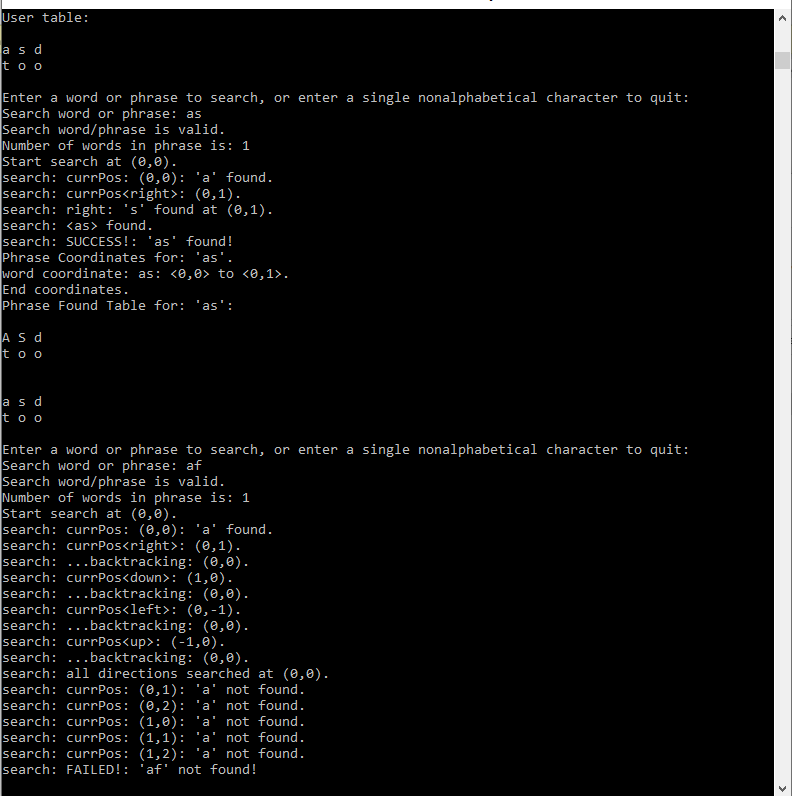 User table:
a s d
t o o
Enter a word or phrase to search, or enter a single nonalphabetical character to quit:
Search word or phrase: as
Search word/phrase is valid.
Number of words in phrase is: 1
Start search at (0,0).
search: currPos: (0,0): 'a' found.
search: currPos<right>: (0,1).
search: right: 's' found at (0,1).
search: <as> found.
search: SUCCESS!: 'as' found!
Phrase Coordinates for: 'as'.
word coordinate: as: <0,0> to <0,1>.
End coordinates.
Phrase Found Table for: 'as':
A S d
t o o
a s d
t o o
Enter a word or phrase to search, or enter a single nonalphabetical character to quit:
Search word or phrase: af
Search word/phrase is valid.
Number of words in phrase is: 1
Start search at (0,0).
search: currPos: (0,0): 'a' found.
search: currPos<right>: (0,1).
search: ...backtracking: (0,0).
search: currPos<down>: (1,0).
search: ...backtracking: (0,0).
search: currPos<left>: (0,-1).
search: ...backtracking: (0,0).
search: currPos<up>: (-1,0).
search: ...backtracking: (0,0).
search: all directions searched at (0,0).
search: currPos: (0,1): 'a' not found.
search: currPos: (0,2): 'a' not found.
search: currPos: (1,0): 'a' not found.
search: currPos: (1,1): 'a' not found.
search: currPos: (1,2): 'a' not found.
search: FAILED!: 'af' not found!